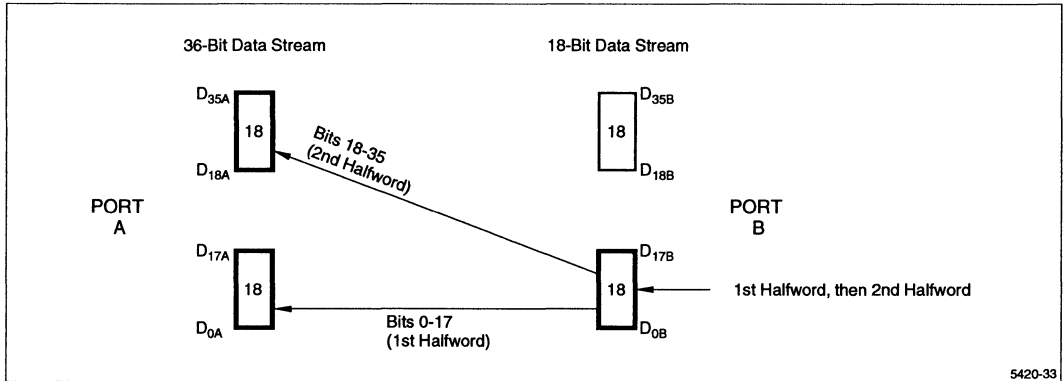 36-Bit Data Stream 18-Bit Data Stream
D35A D35B
18 18
D18A D18B
Bits 18-35
(2nd Halfword)
PORT
A
PORT
B
D17A D17B
18 18
1st Halfword, then 2nd Halfword
D0A D0B
Bits 0-17
(1st Halfword)
5420-33